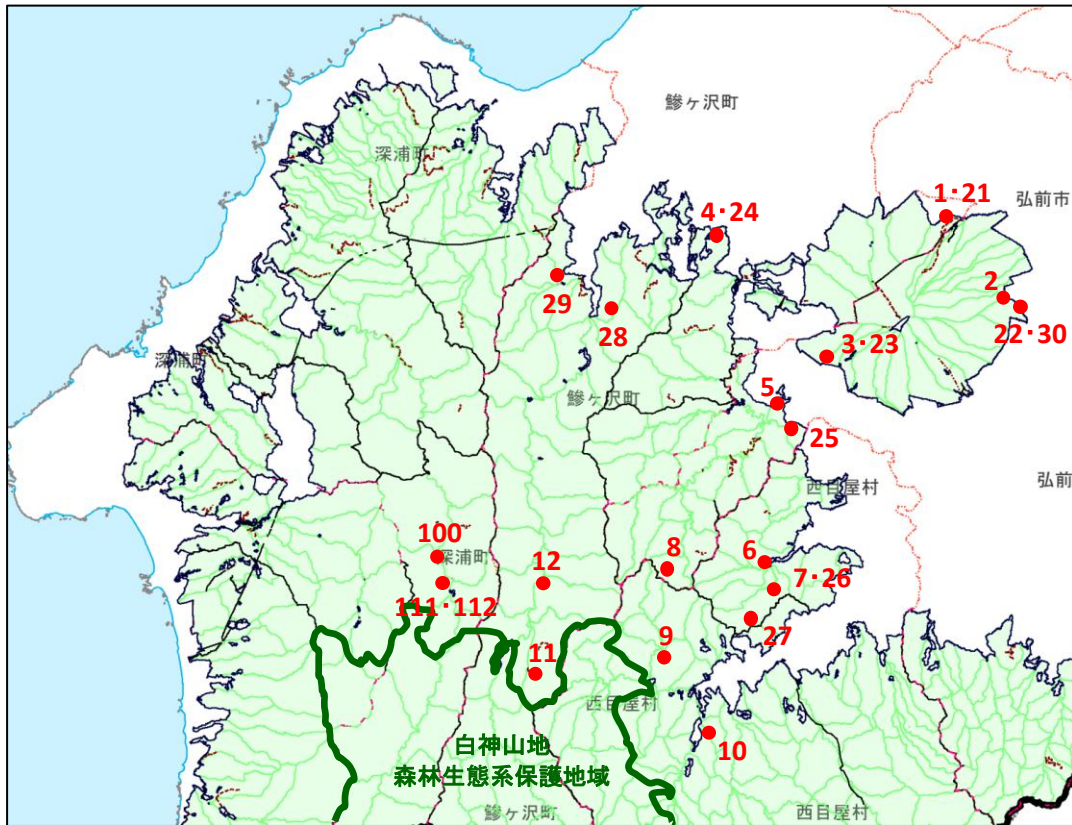 鰺ヶ沢町
深浦町
1・21
弘前市
4・24
29
2
28
22・30
3・23
深浦町
鰺ヶ沢町
5
25
西目屋村
弘前
100
深浦町
12
8
6
7・26
111・112
27
11
9
西目屋村
10
白神山地
森林生態系保護地域
鰺ヶ沢町
西目屋村